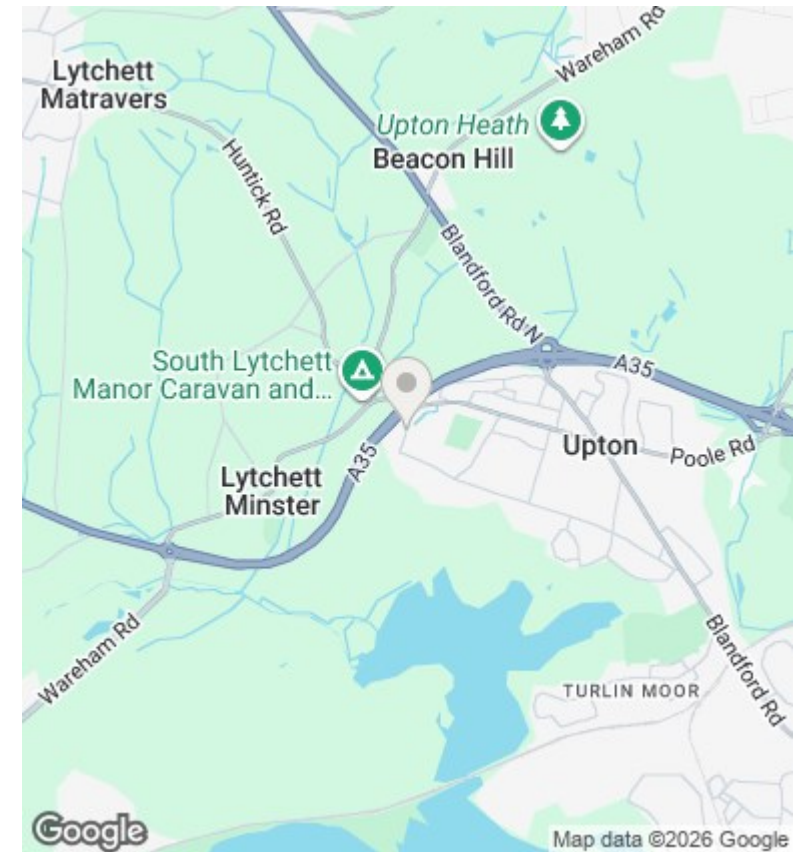 Lytchett
Matravers
Wareham Rd
Upton Heath
Beacon Hill
Huntick Rd
Blandford Rd N
South Lytchett
Manor Caravan and...
A35
A35
Upton
Poole Rd
Lytchett
Minster
Wareham Rd
Blandford Rd
TURLIN MOOR
Google
Map data ©2026 Google